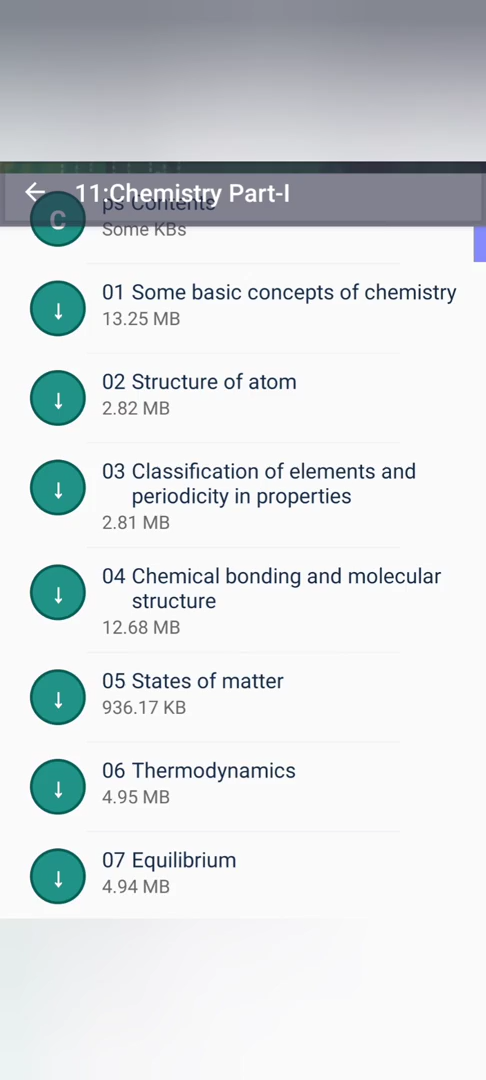 11:Chemistry Part-I
C
ps Contents
Some KBs
01 Some basic concepts of chemistry
13.25 MB
02 Structure of atom
2.82 MB
03 Classification of elements and
periodicity in properties
2.81 MB
04 Chemical bonding and molecular
structure
12.68 MB
05 States of matter
936.17 KB
06 Thermodynamics
4.95 MB
07 Equilibrium
4.94 MB